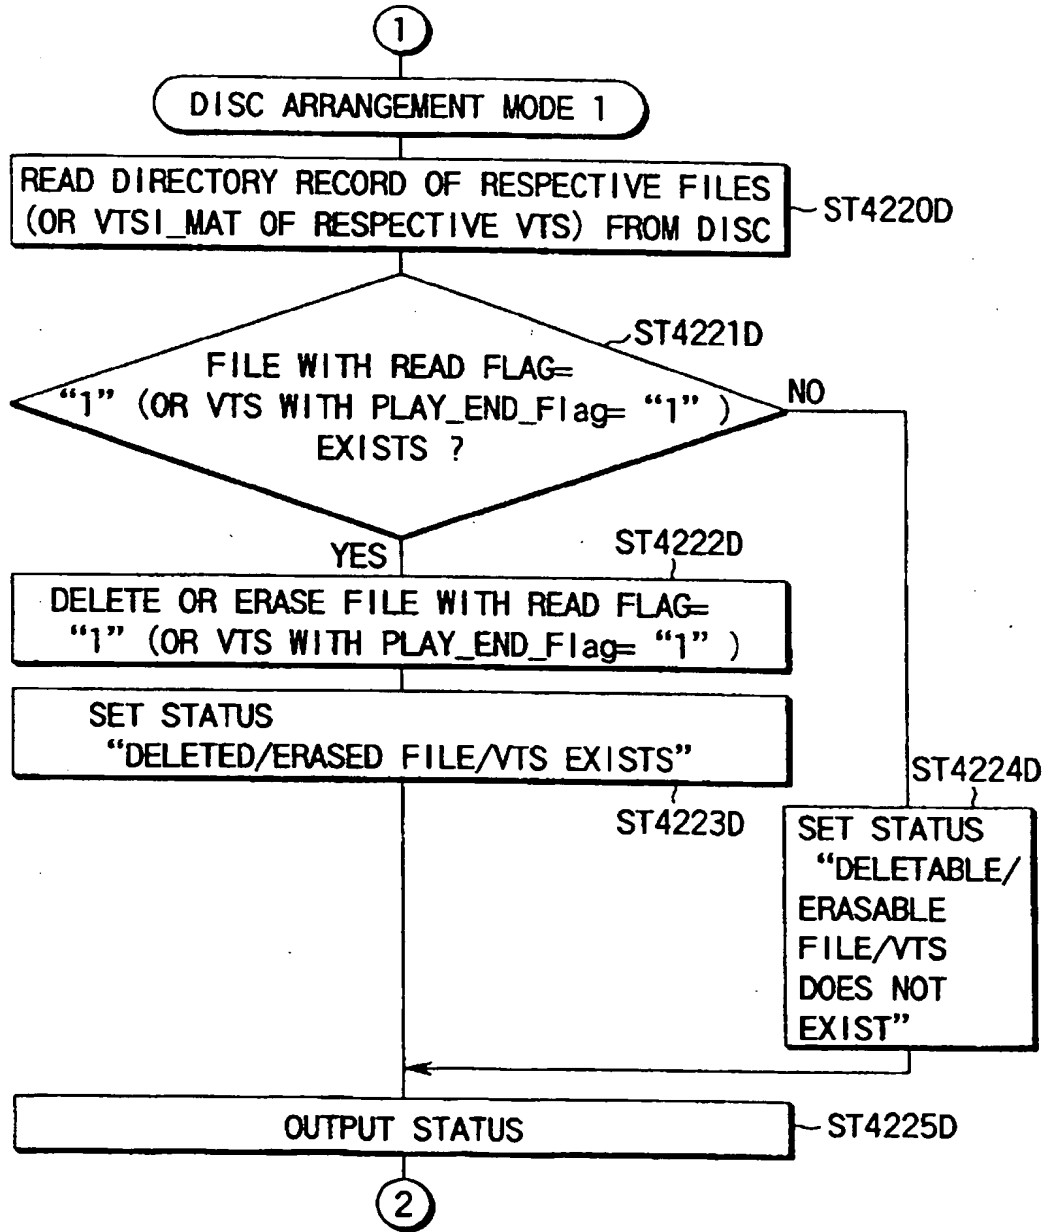 1
DISC ARRANGEMENT MODE 1
READ DIRECTORY RECORD OF RESPECTIVE FILES
(OR VTSI_MAT OF RESPECTIVE VTS) FROM DISC
ST4220D
ST4221D
FILE WITH READ FLAG=
“1” (OR VTS WITH PLAY_END_Flag= “1” )
EXISTS ?
NO
YES
ST4222D
DELETE OR ERASE FILE WITH READ FLAG=
“1” (OR VTS WITH PLAY_END_Flag= “1” )
SET STATUS
“DELETED/ERASED FILE/VTS EXISTS”
ST4223D
ST4224D
SET STATUS
“DELETABLE/
ERASABLE
FILE/VTS
DOES NOT
EXIST”
OUTPUT STATUS
ST4225D
2